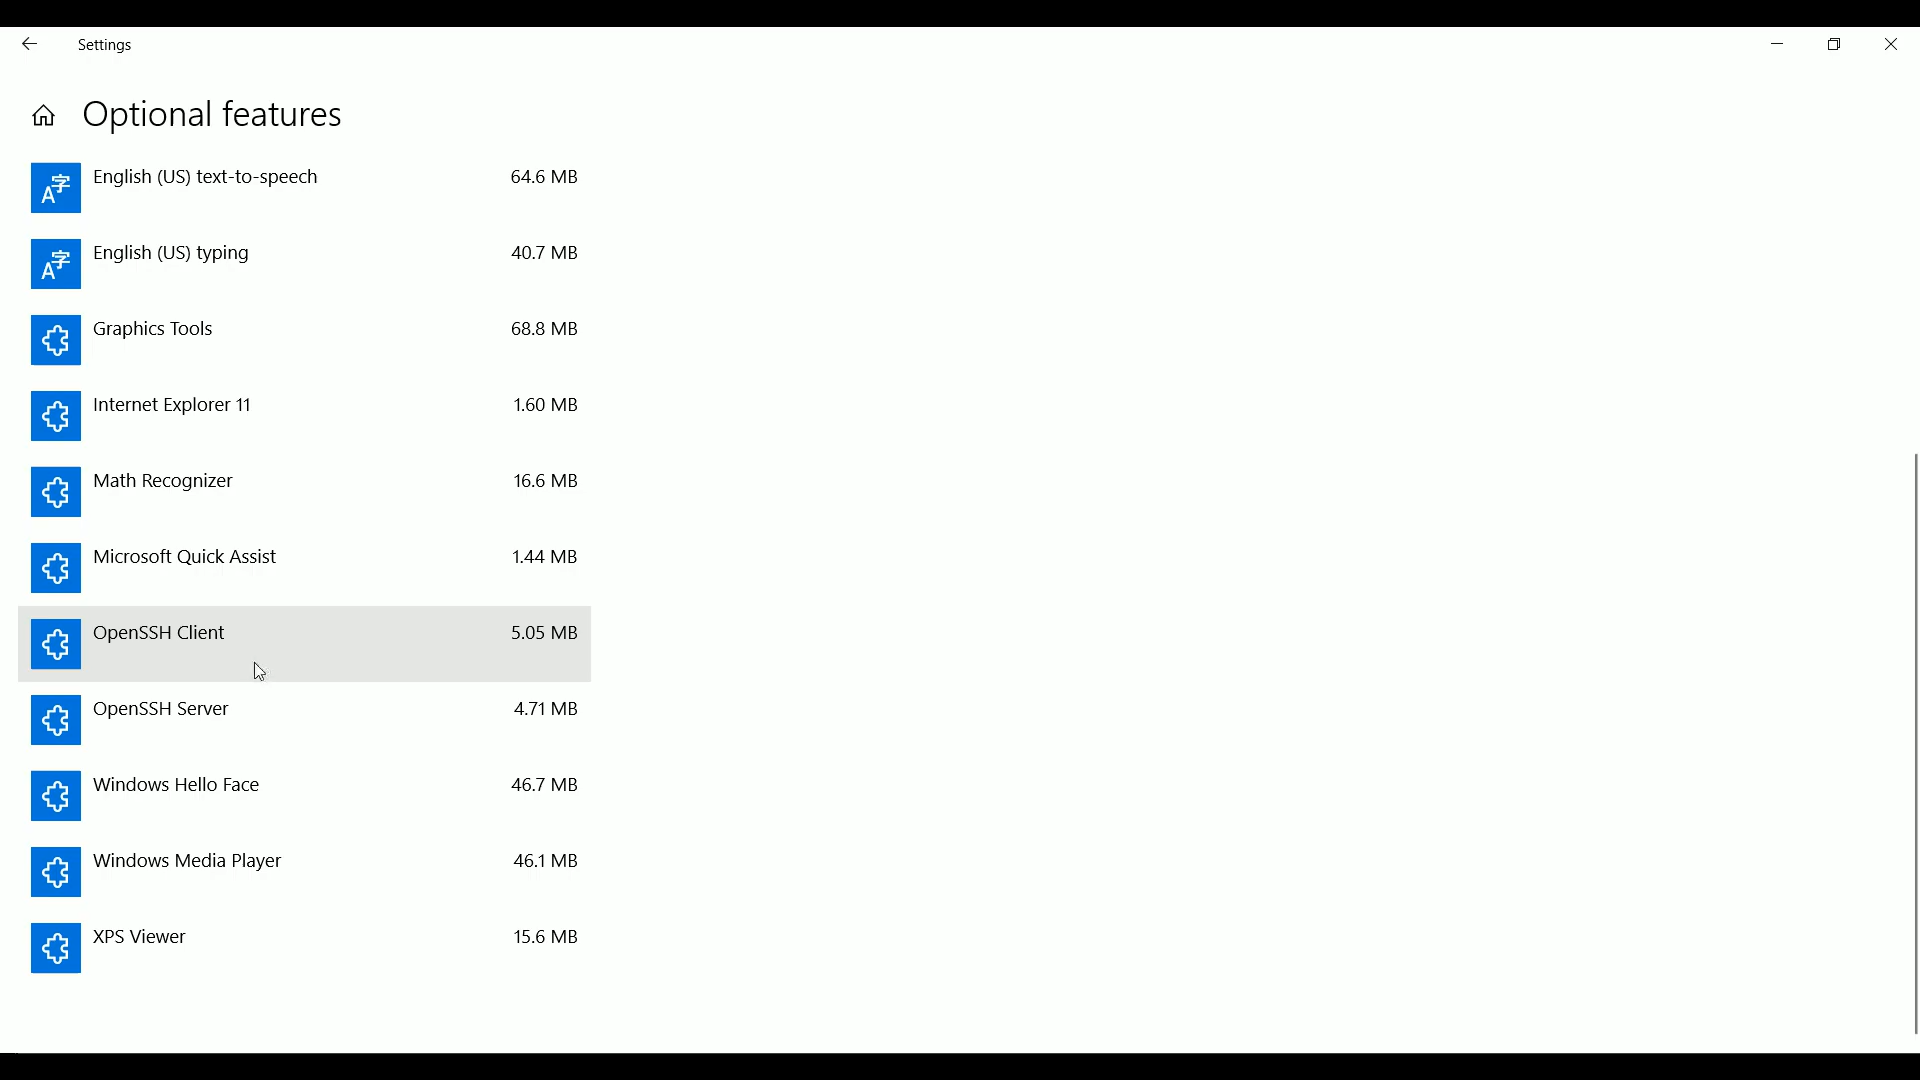 Settings
Optional features
English (US) text-to-speech 64.6 MB
English (US) typing 40.7 MB
Graphics Tools 68.8 MB
Internet Explorer 11 1.60 MB
Math Recognizer 16.6 MB
Microsoft Quick Assist 1.44 MB
OpenSSH Client 5.05 MB
OpenSSH Server 4.71 MB
Windows Hello Face 46.7 MB
Windows Media Player 46.1 MB
XPS Viewer 15.6 MB